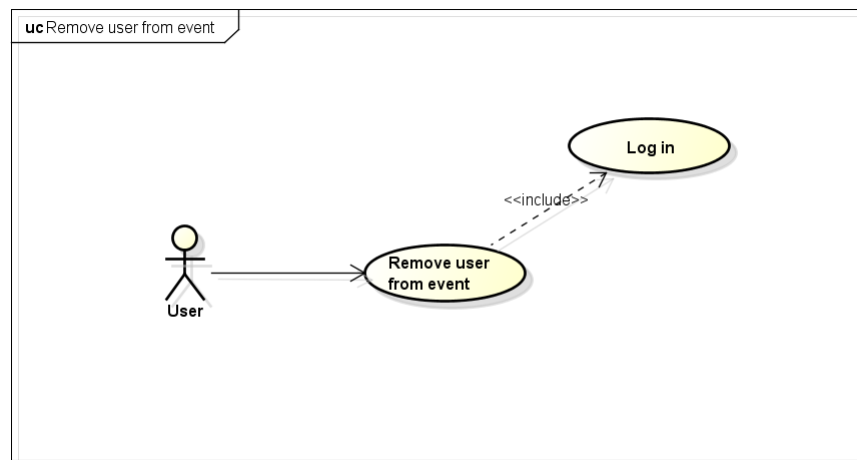 uc Remove user from event
Log in
<<include>>
Remove user
from event
User